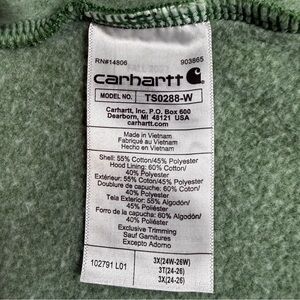 RN#14806 903865
carhartt
MODEL NO. TS0288-W
Carhartt, Inc. P.O. Box 600
Dearborn, MI 48121 USA
carhartt.com
Made in Vietnam
Fabriqué au Vietnam
Hecho en Vietnam
Shell: 55% Cotton/45% Polyester
Hood Lining: 60% Cotton/
40% Polyester
Extérieur: 55% Coton/45% Polyester
Doublure de capuche: 60% Coton/
40% Polyester
Tela Exterior: 55% Algodón/
45% Poliéster
Forro de la capucha: 60% Algodón/
40% Poliéster
Exclusive Trimming
Sauf Garnitures
Excepto Adorno
102791 L01
3X(24W-26W)
3T(24-26)
3X(24-26)